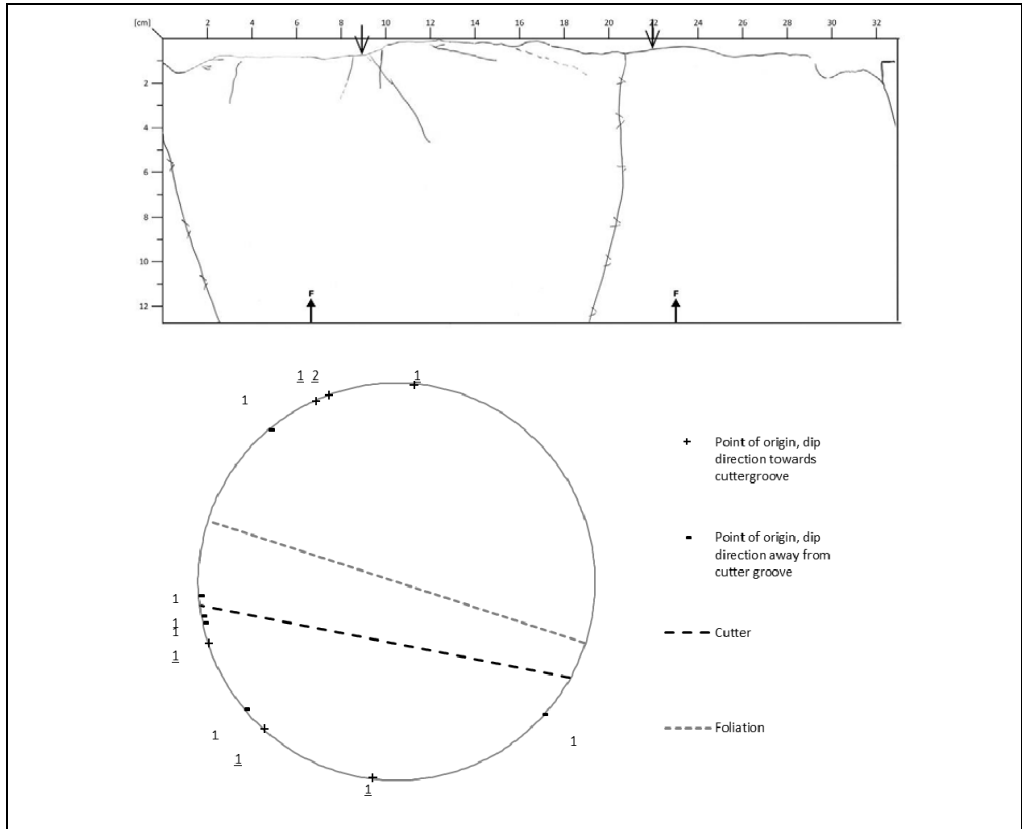 [cm] 2 4 6 8 10 12 14 16 18 20 22 24 26 28 30 32
2
4
6
8
10
12
F F
1 2 1
1
+ Point of origin, dip
direction towards
cuttergroove
- Point of origin, dip
direction away from
cutter groove
1
1
1
1
Cutter
Foliation
1
1
1
1